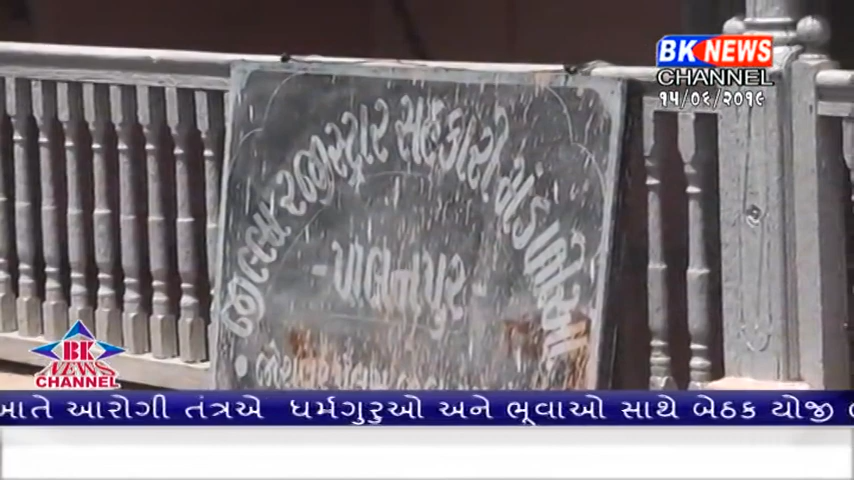 BK NEWS
CHANNEL
૧૫/૦૬/૨૦૧૯
જીલ્લા રજીસ્ટ્રાર સહકારી મંડળીઓ
- પાલનપુર -
BK
NEWS
CHANNEL
આતે આરોગી તંત્રએ ધર્મગુરુઓ અને ભૂવાઓ સાથે બેઠક યોજી